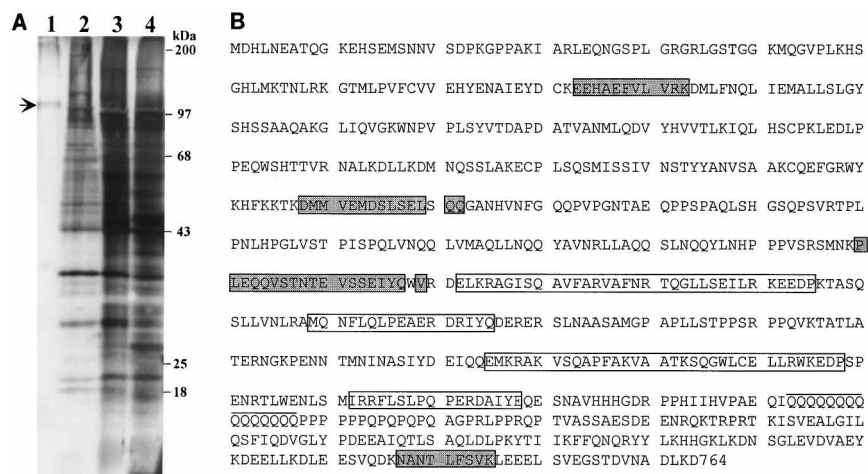 A
B
1 2 3 4
kDa
200
97
68
43
25
18
MDHLNEATQG KEHSEMSNNV SDPKGPPAKI ARLEQNGSPL GRGRLGSTGG KMQGVPLKHS
GHLMKTNLRK GTMLPVFCVV EHYENAIEYD CKEEHAEFVL VRKDMLFNQL IEMALLSLGY
SHSSAAQAKG LIQVGKWNPV PLSYVTDAPD ATVANMLQDV YHVVTLKIQL HSCPKLEDLP
PEQWSHTTVR NALKDLLKDM NQSSLAKECP LSQSMISSIV NSTYYANVSA AKCQEFGRWY
KHFKKTKDMM VEMDSLSELS QQGANHVNFG QQPVPGNTAE QPPSPAQLSH GSQPSVRTPL
PNLHPGLVST PISPQLVNQQ LVMAQLLNQQ YAVNRLLAQQ SLNQQYLNHP PPVSRSMNKP
LEQQVSTNTE VSSEIYQWVR DELKRAGISQ AVFARVAFNR TQGLLSEILR KEEDPKTASQ
SLLVNLRAMQ NFLQLPEAER DRIYQDERER SLNAASAMGP APLLSTPPSR PPQVKTATLA
TERNGKPENN TMNINASIYD EIQQEMKRAK VSQAPFAKVA ATKSQGWLCE LLRWKEDPSP
ENRTLWENLS MIRRFLSLPQ PERDAIYEQE SNAVHHHGDR PPHIIHVPAE QIQQQQQQQQ
QQQQQQQPPP PPPQPQPQPQ AGPRLPPRQP TVASSAESDE ENRQKTRPRT KISVEALGIL
QSFIQDVGLY PDEEAIQTLS AQLDLPKYTI IKFFQNQRYY LKHHGKLKDN SGLEVDVAEY
KDEELLKDLE ESVQDKNANT LFSVKLEEEL SVEGSTDVNA DLKD764